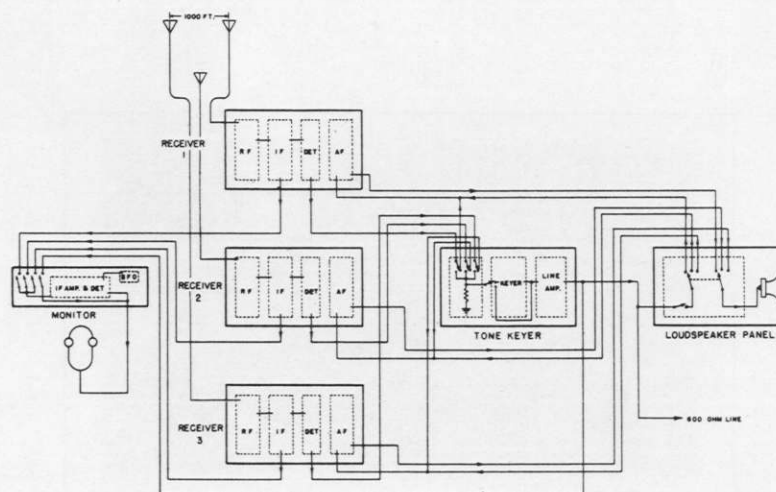 1000 FT.
RECEIVER
1
RF
IF
DET
AF
RECEIVER
2
RF
IF
DET
AF
BFO
IF AMP. & DET
MONITOR
KEYER
LINE
AMP.
TONE KEYER
LOUDSPEAKER PANEL
RECEIVER
3
RF
IF
DET
AF
600 OHM LINE